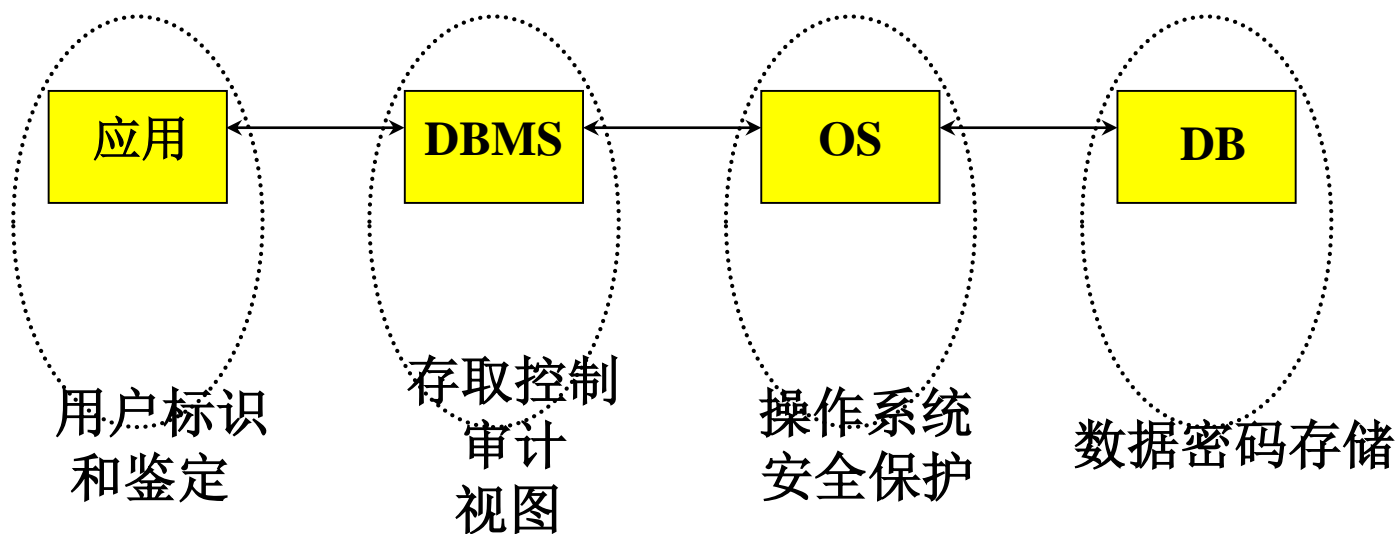 应用
DBMS
OS
DB
用户标识
和鉴定
存取控制
审计
视图
操作系统
安全保护
数据密码存储